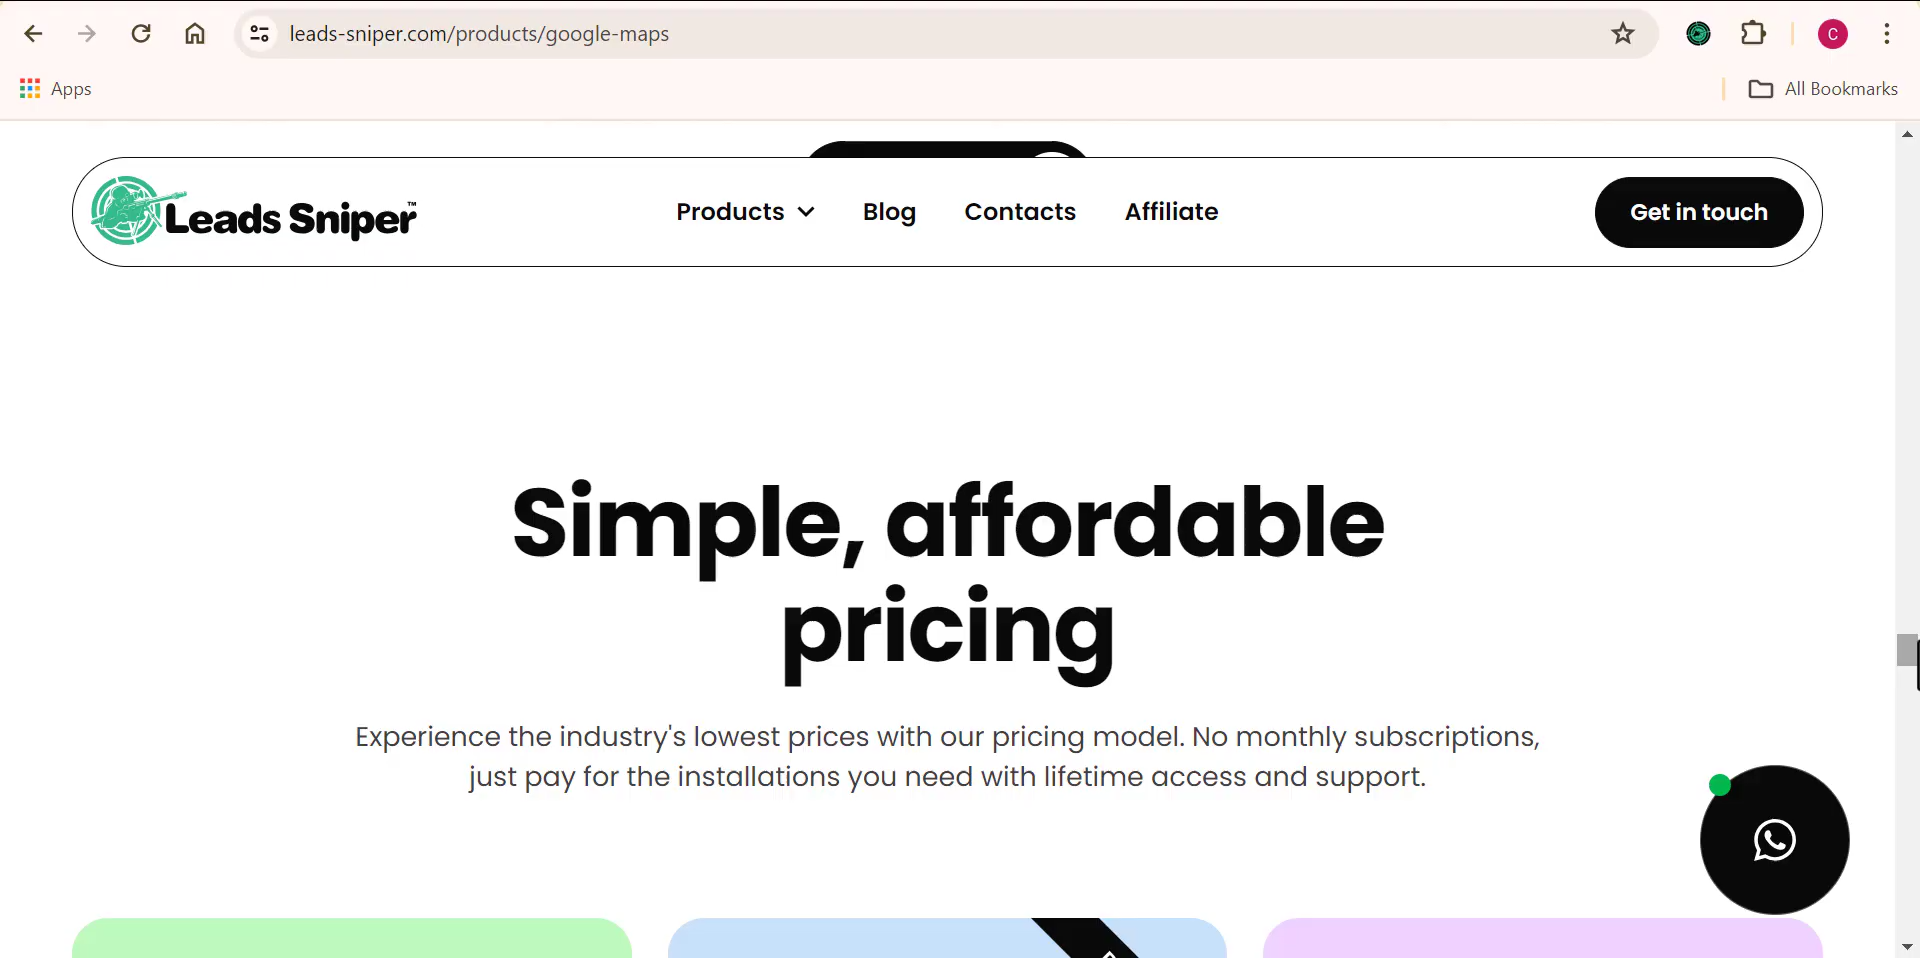 leads-sniper.com/products/google-maps
C
Apps
All Bookmarks
Leads Sniper™
Products
Blog
Contacts
Affiliate
Get in touch
Simple, affordable
pricing
Experience the industry's lowest prices with our pricing model. No monthly subscriptions,
just pay for the installations you need with lifetime access and support.